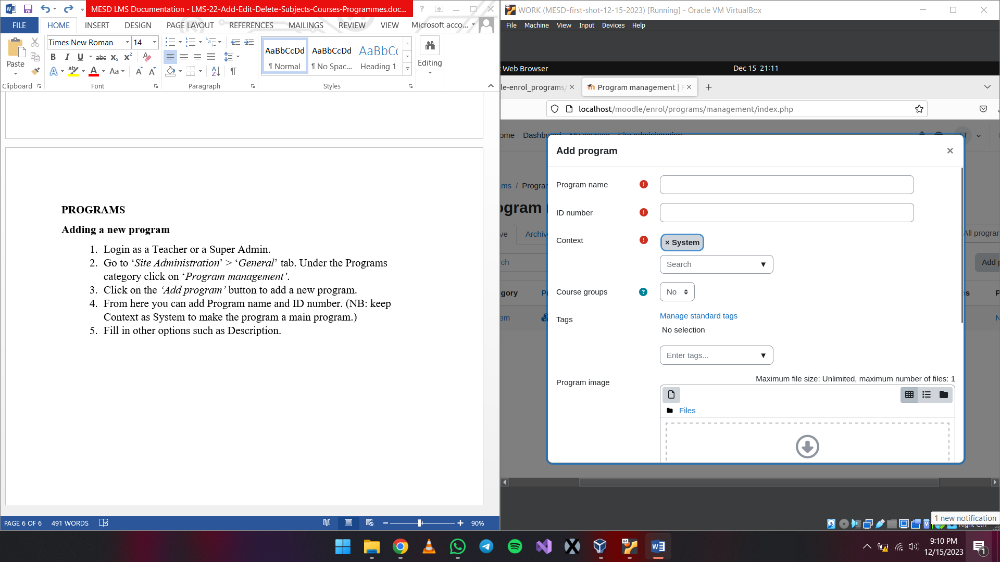 MESD LMS Documentation - LMS-22-Add-Edit-Delete-Subjects-Courses-Programmes.doc...
FILE HOME INSERT DESIGN PAGE LAYOUT REFERENCES MAILINGS REVIEW VIEW Microsoft acco...
Times New Roman 14
Paste
AaBbCcDd AaBbCcDd AaBbCc
¶ Normal ¶ No Spac... Heading 1
Editing
Clipboard Font Paragraph Styles
PROGRAMS
Adding a new program
1. Login as a Teacher or a Super Admin.
2. Go to ‘Site Administration’ > ‘General’ tab. Under the Programs
category click on ‘Program management’.
3. Click on the ‘Add program’ button to add a new program.
4. From here you can add Program name and ID number. (NB: keep
Context as System to make the program a main program.)
5. Fill in other options such as Description.
PAGE 6 OF 6 491 WORDS 90%
WORK (MESD-first-shot-12-15-2023) [Running] - Oracle VM VirtualBox
File Machine View Input Devices Help
Web Browser Dec 15 21:11
le-enrol_programs/ Program management |
localhost/moodle/enrol/programs/management/index.php
ome
Add program
Program name
ID number
Context
× System
Search
Course groups
No
Tags
Manage standard tags
No selection
Enter tags...
Program image
Maximum file size: Unlimited, maximum number of files: 1
Files
All program
Add p
gory
em
1 new notification
Right Ctrl
9:10 PM
12/15/2023
1